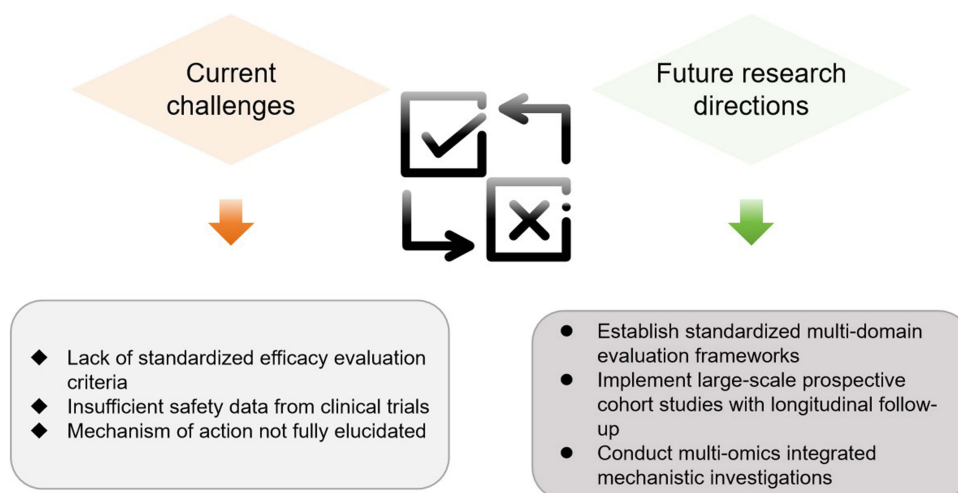 Current
challenges
Future research
directions
◆ Lack of standardized efficacy evaluation
criteria
◆ Insufficient safety data from clinical trials
◆ Mechanism of action not fully elucidated
● Establish standardized multi-domain
evaluation frameworks
● Implement large-scale prospective
cohort studies with longitudinal follow-
up
● Conduct multi-omics integrated
mechanistic investigations